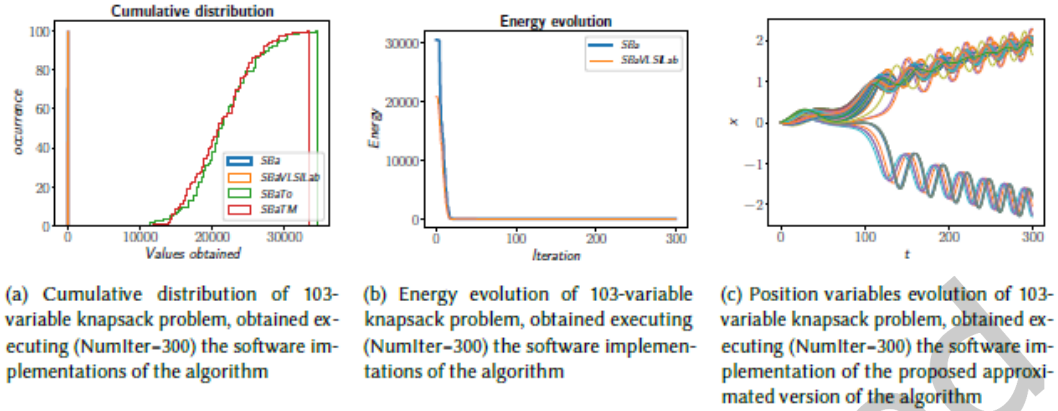 Cumulative distribution
100
80
60
40
20
0
occurrence
SBa
SBaVLSILab
SBaTo
SBaTM
0 10000 20000 30000
Values obtained
Energy evolution
30000
20000
10000
0
Energy
SBa
SBaVLSILab
0 100 200 300
Iteration
2
1
0
−1
−2
x
0 100 200 300
t
(a) Cumulative distribution of 103-
variable knapsack problem, obtained ex-
ecuting (NumIter=300) the software im-
plementations of the algorithm
(b) Energy evolution of 103-variable
knapsack problem, obtained executing
(NumIter=300) the software implemen-
tations of the algorithm
(c) Position variables evolution of 103-
variable knapsack problem, obtained ex-
ecuting (NumIter=300) the software im-
plementation of the proposed approxi-
mated version of the algorithm